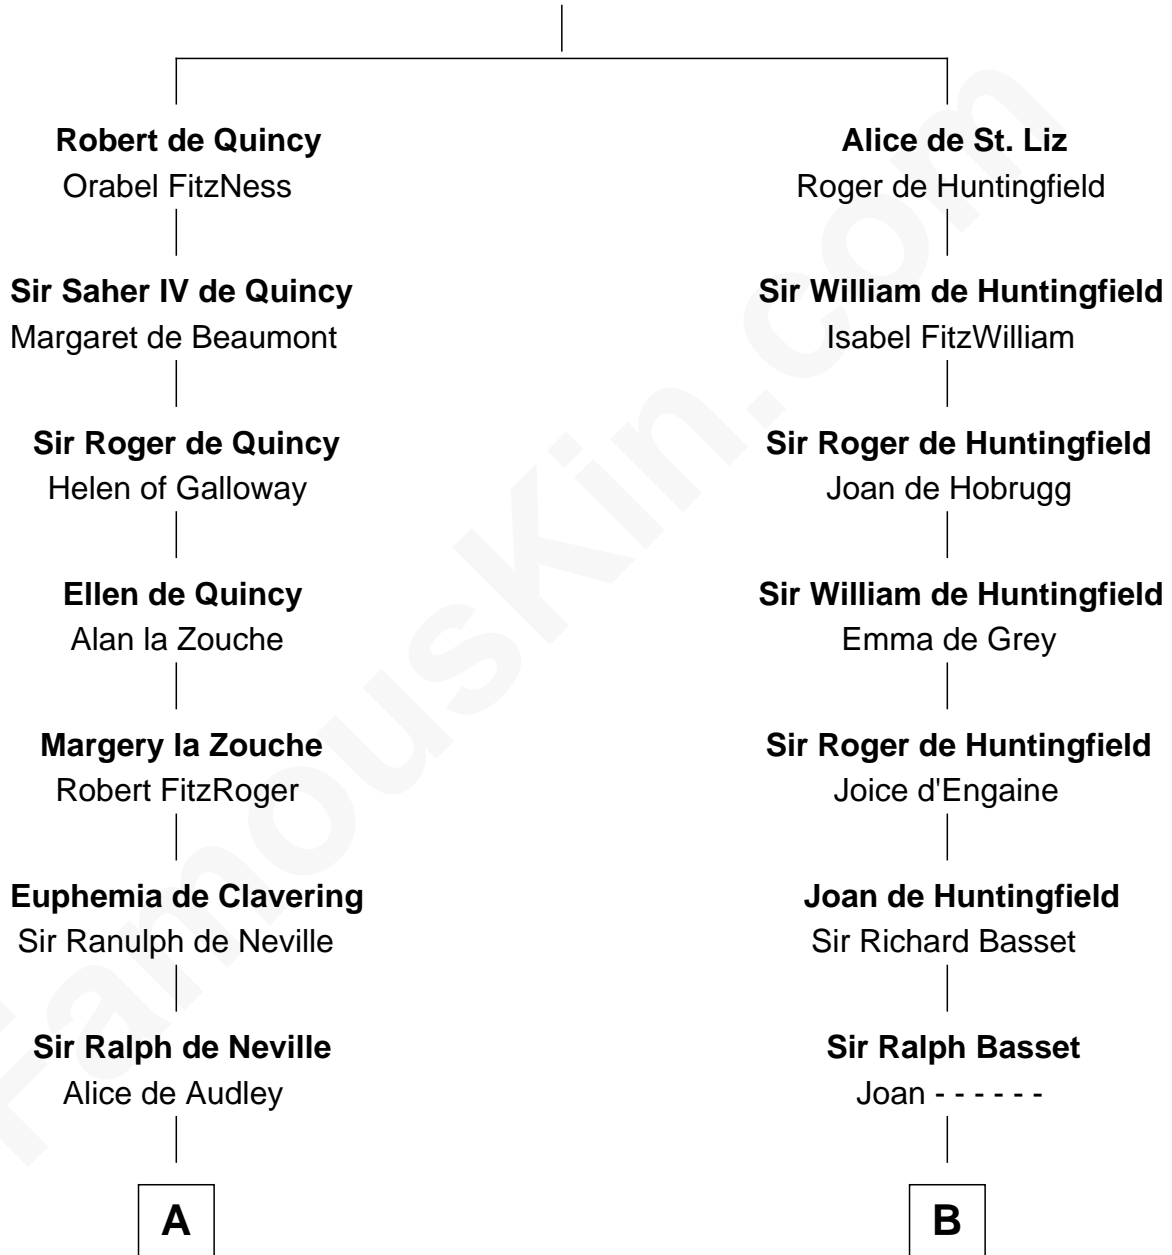 Robert de Quincy
Orabel FitzNess
Sir Saher IV de Quincy
Margaret de Beaumont
Sir Roger de Quincy
Helen of Galloway
Ellen de Quincy
Alan la Zouche
Margery la Zouche
Robert FitzRoger
Euphemia de Clavering
Sir Ranulph de Neville
Sir Ralph de Neville
Alice de Audley
A
Alice de St. Liz
Roger de Huntingfield
Sir William de Huntingfield
Isabel FitzWilliam
Sir Roger de Huntingfield
Joan de Hobrugg
Sir William de Huntingfield
Emma de Grey
Sir Roger de Huntingfield
Joice d'Engaine
Joan de Huntingfield
Sir Richard Basset
Sir Ralph Basset
Joan - - - - - -
B
FamousKin.com